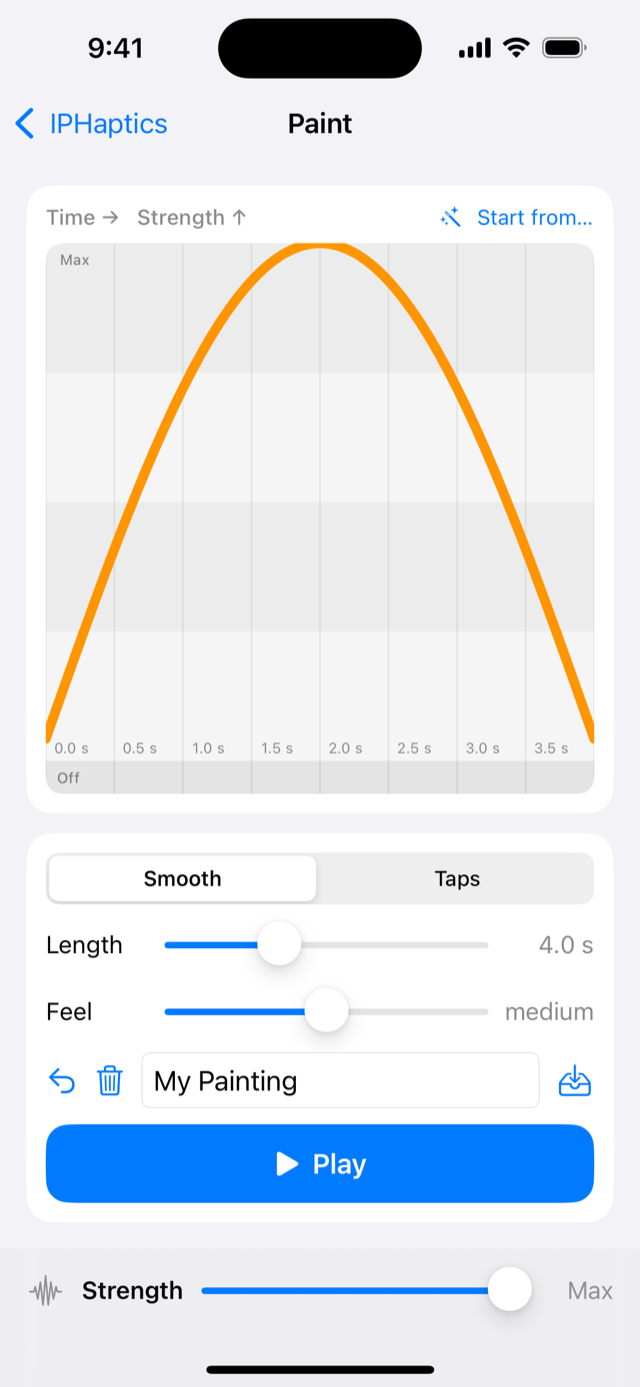 9:41
IPHaptics
Paint
Time → Strength ↑
Start from...
Max
0.0 s 0.5 s 1.0 s 1.5 s 2.0 s 2.5 s 3.0 s 3.5 s
Off
Smooth Taps
Length 4.0 s
Feel medium
My Painting
Play
Strength Max